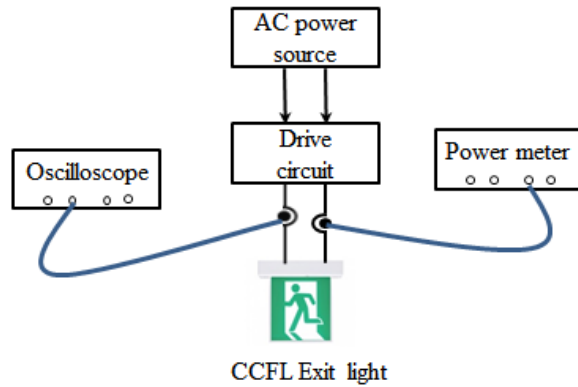 AC power
source
Drive
circuit
Oscilloscope
Power meter
CCFL Exit light